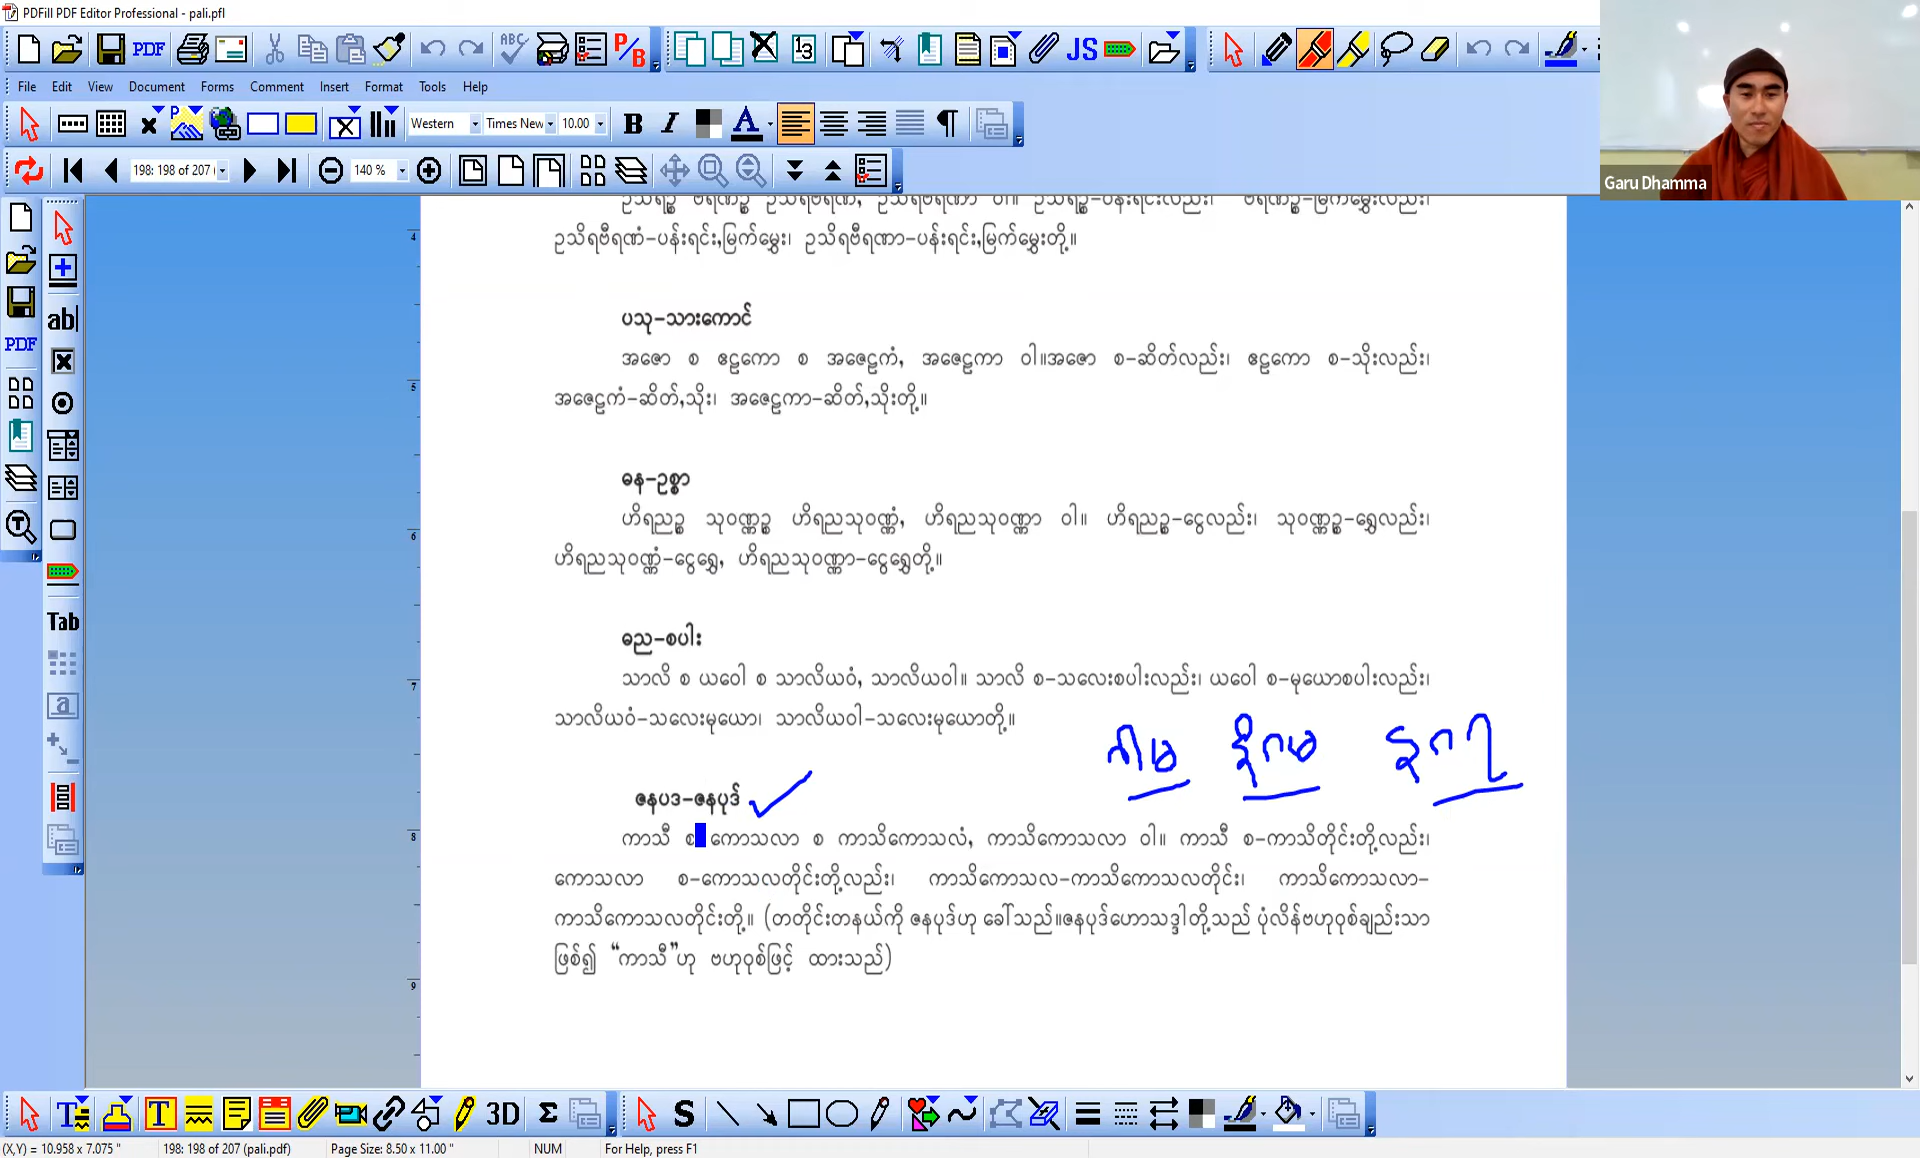 PDFill PDF Editor Professional - pali.pfl
File Edit View Document Forms Comment Insert Format Tools Help
Western Times New 10.00
198: 198 of 207
140 %
Garu Dhamma
ဥသိရဗီရဏံ-ပန်းရင်း,မြက်မွှေး၊ ဥသိရဗီရဏာ-ပန်းရင်း,မြက်မွှေးတို့။
ပသု-သားကောင်
အဇော စ ဧဠကော စ အဇေဠကံ, အဇေဠကာ ဝါ။အဇော စ-ဆိတ်လည်း၊ ဧဠကော စ-သိုးလည်း၊
အဇေဠကံ-ဆိတ်,သိုး၊ အဇေဠကာ-ဆိတ်,သိုးတို့။
ဓန-ဥစ္စာ
ဟိရညဉ္စ သုဝဏ္ဏဉ္စ ဟိရညသုဝဏ္ဏံ, ဟိရညသုဝဏ္ဏာ ဝါ။ ဟိရညဉ္စ-ငွေလည်း၊ သုဝဏ္ဏဉ္စ-ရွှေလည်း၊
ဟိရညသုဝဏ္ဏံ-ငွေရွှေ, ဟိရညသုဝဏ္ဏာ-ငွေရွှေတို့။
ဓည-စပါး
သာလိ စ ယဝေါ စ သာလိယဝံ, သာလိယဝါ။ သာလိ စ-သလေးစပါးလည်း၊ ယဝေါ စ-မုယောစပါးလည်း၊
သာလိယဝံ-သလေးမုယော၊ သာလိယဝါ-သလေးမုယောတို့။
ဂါမ နိဂမ နဂရ
ဇနပဒ-ဇနပုဒ်
ကာသီ စ ကောသလာ စ ကာသိကောသလံ, ကာသိကောသလာ ဝါ။ ကာသီ စ-ကာသိတိုင်းတို့လည်း၊
ကောသလာ စ-ကောသလတိုင်းတို့လည်း၊ ကာသိကောသလ-ကာသိကောသလတိုင်း၊ ကာသိကောသလာ-
ကာသိကောသလတိုင်းတို့။ (တတိုင်းတနယ်ကို ဇနပုဒ်ဟု ခေါ်သည်။ဇနပုဒ်ဟောသဒ္ဒါတို့သည် ပုံလိန်ဗဟုဝုစ်ချည်းသာ
ဖြစ်၍ “ကာသီ”ဟု ဗဟုဝုစ်ဖြင့် ထားသည်)
(X,Y) = 10.958 x 7.075 " 198: 198 of 207 (pali.pdf) Page Size: 8.50 x 11.00 " NUM For Help, press F1